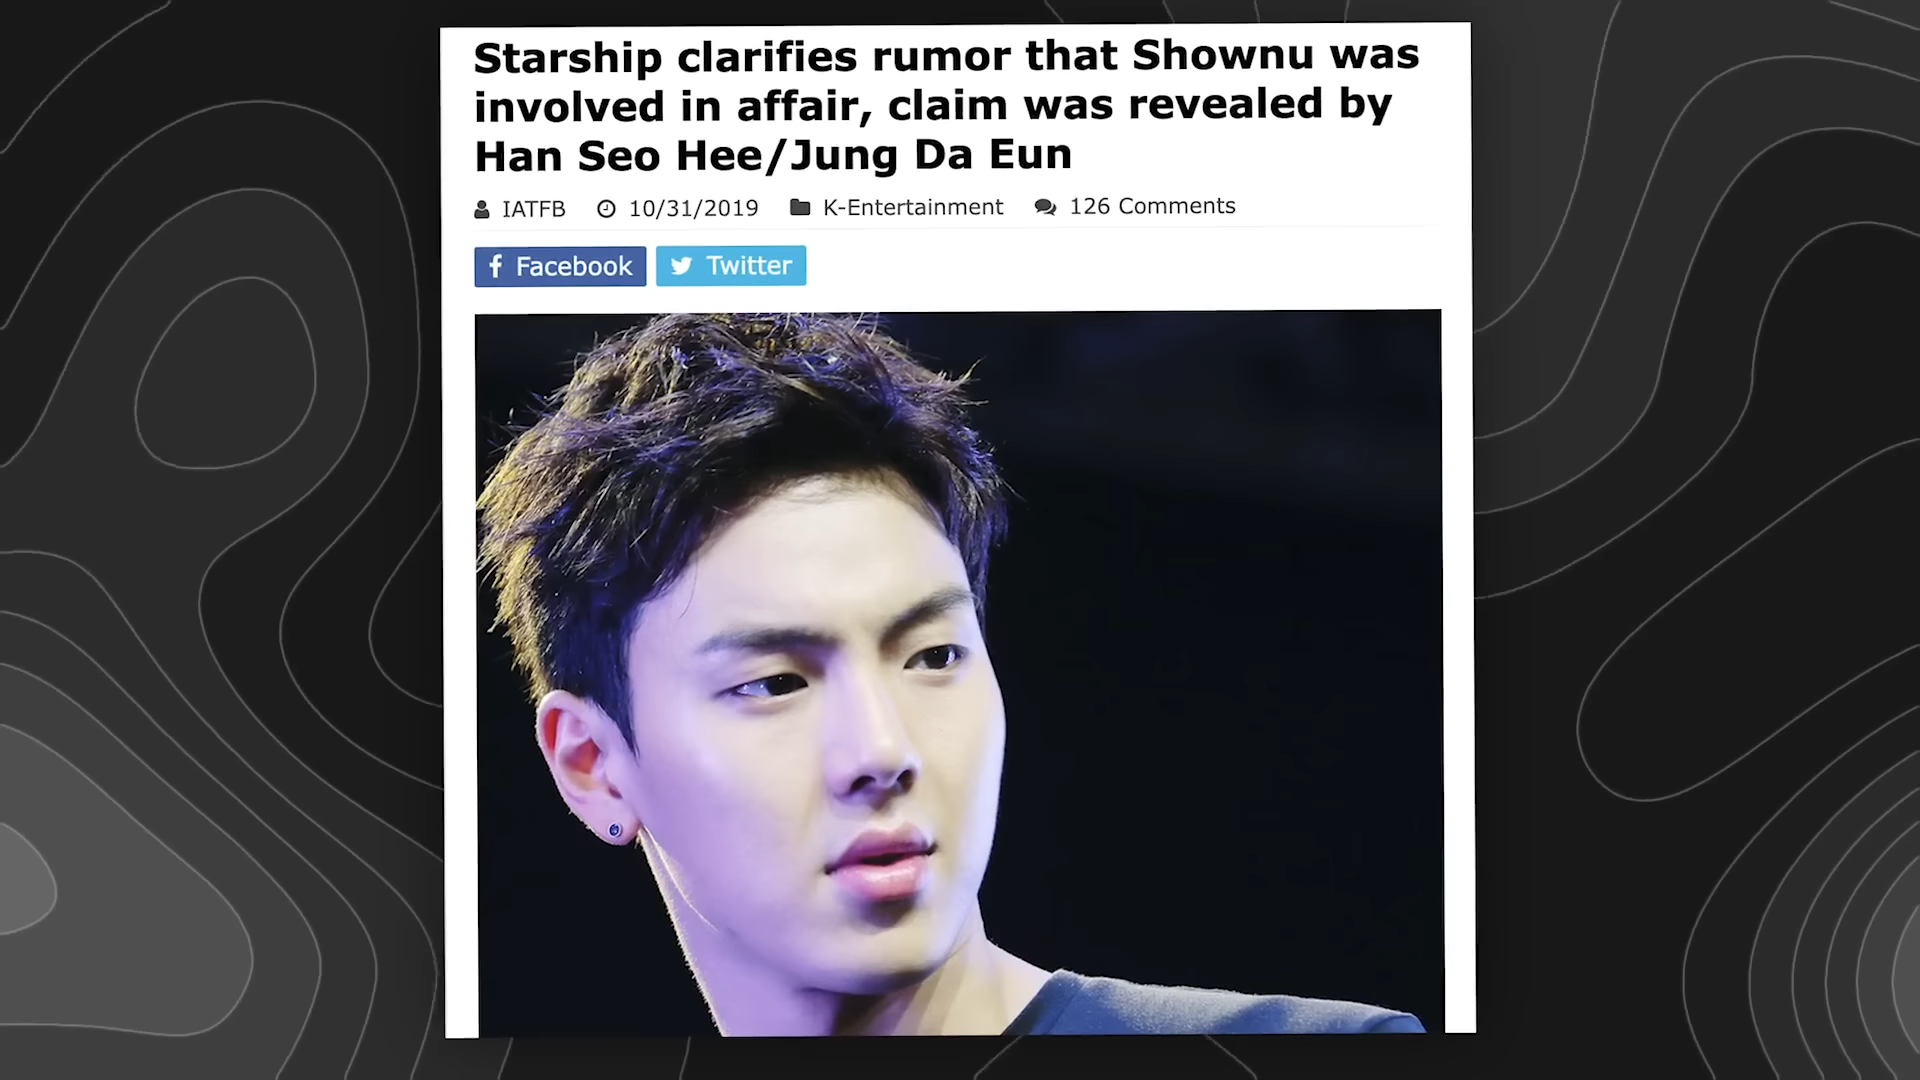 Starship clarifies rumor that Shownu was
involved in affair, claim was revealed by
Han Seo Hee/Jung Da Eun
IATFB 10/31/2019 K-Entertainment 126 Comments
Facebook Twitter